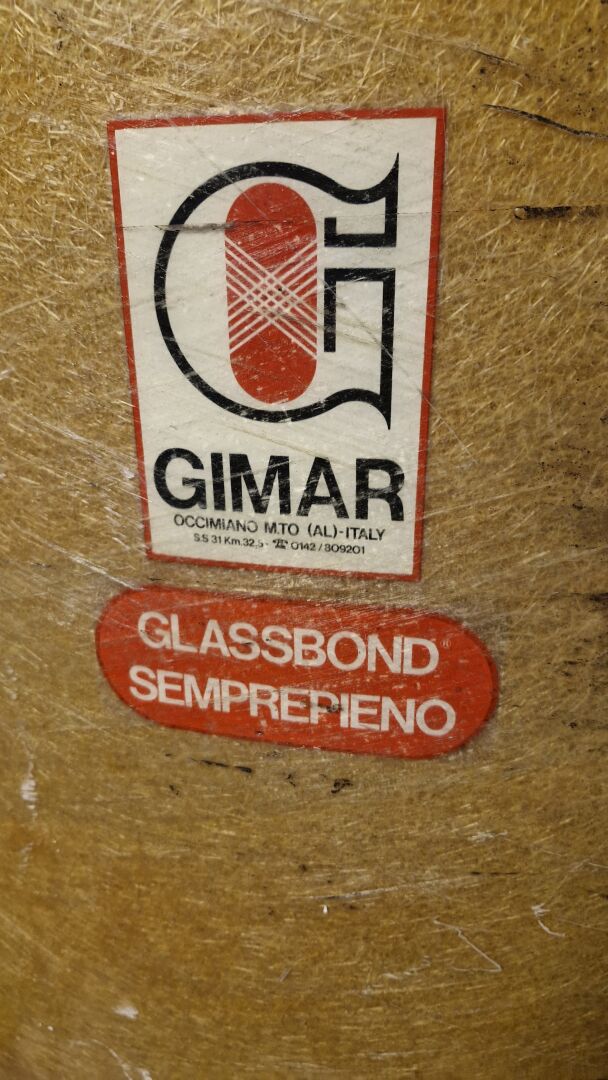 GIMAR
OCCIMIANO M.TO (AL)-ITALY
S.S 31 Km.32,5 - ☎ 0142/809201
GLASSBOND®
SEMPREPIENO